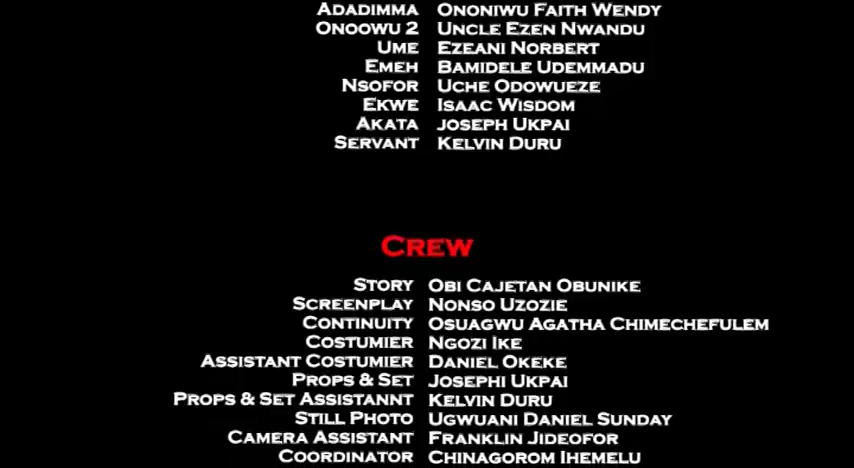 Adadimma Ononiwu Faith Wendy
Onoowu 2 Uncle Ezen Nwandu
Ume Ezeani Norbert
Emeh Bamidele Udemmadu
Nsofor Uche Odowueze
Ekwe Isaac Wisdom
Akata joseph Ukpai
Servant Kelvin Duru
Crew
Story Obi Cajetan Obunike
Screenplay Nonso Uzozie
Continuity Osuagwu Agatha Chimechefulem
Costumier Ngozi Ike
Assistant Costumier Daniel Okeke
Props & Set Josephi Ukpai
Props & Set Assistannt Kelvin Duru
Still Photo Ugwuani Daniel Sunday
Camera Assistant Franklin Jideofor
Coordinator Chinagorom Ihemelu